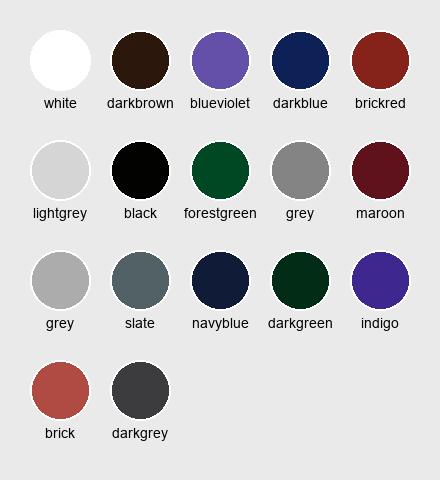 white darkbrown blueviolet darkblue brickred
lightgrey black forestgreen grey maroon
grey slate navyblue darkgreen indigo
brick darkgrey